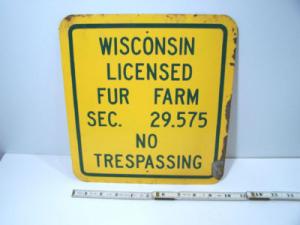 WISCONSIN
LICENSED
FUR FARM
SEC. 29.575
NO
TRESPASSING